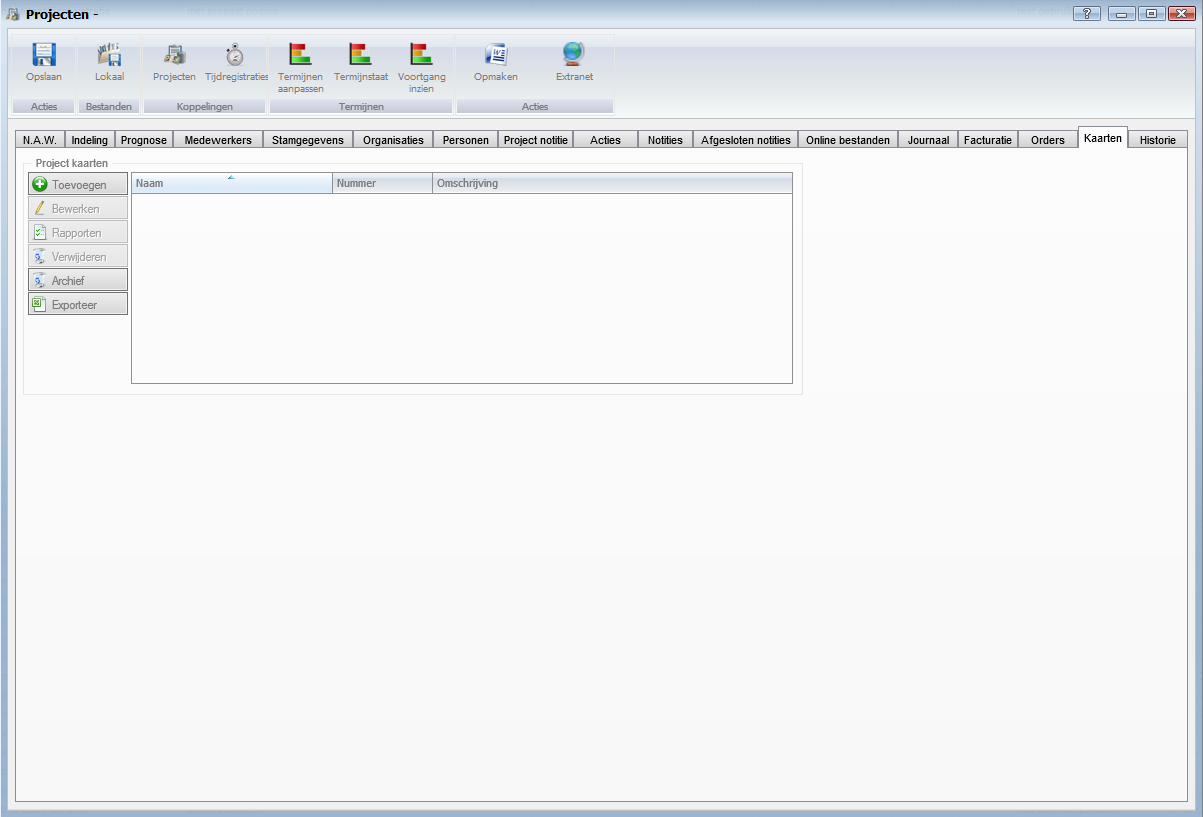 Projecten -
Opslaan
Lokaal
Projecten
Tijdregistraties
Termijnen
aanpassen
Termijnstaat
Voortgang
inzien
Opmaken
Extranet
Acties
Bestanden
Koppelingen
Termijnen
Acties
N.A.W. Indeling Prognose Medewerkers Stamgegevens Organisaties Personen Project notitie Acties Notities Afgesloten notities Online bestanden Journaal Facturatie Orders Kaarten Historie
Project kaarten
Toevoegen
Bewerken
Rapporten
Verwijderen
Archief
Exporteer
Naam Nummer Omschrijving